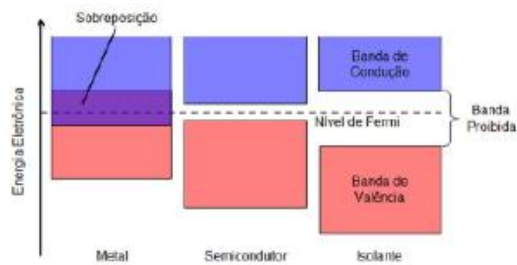 Sobreposição
Energia Eletrônica
Banda de
Condução
Nível de Fermi
Banda
Proibida
Banda de
Valência
Metal
Semicondutor
Isolante